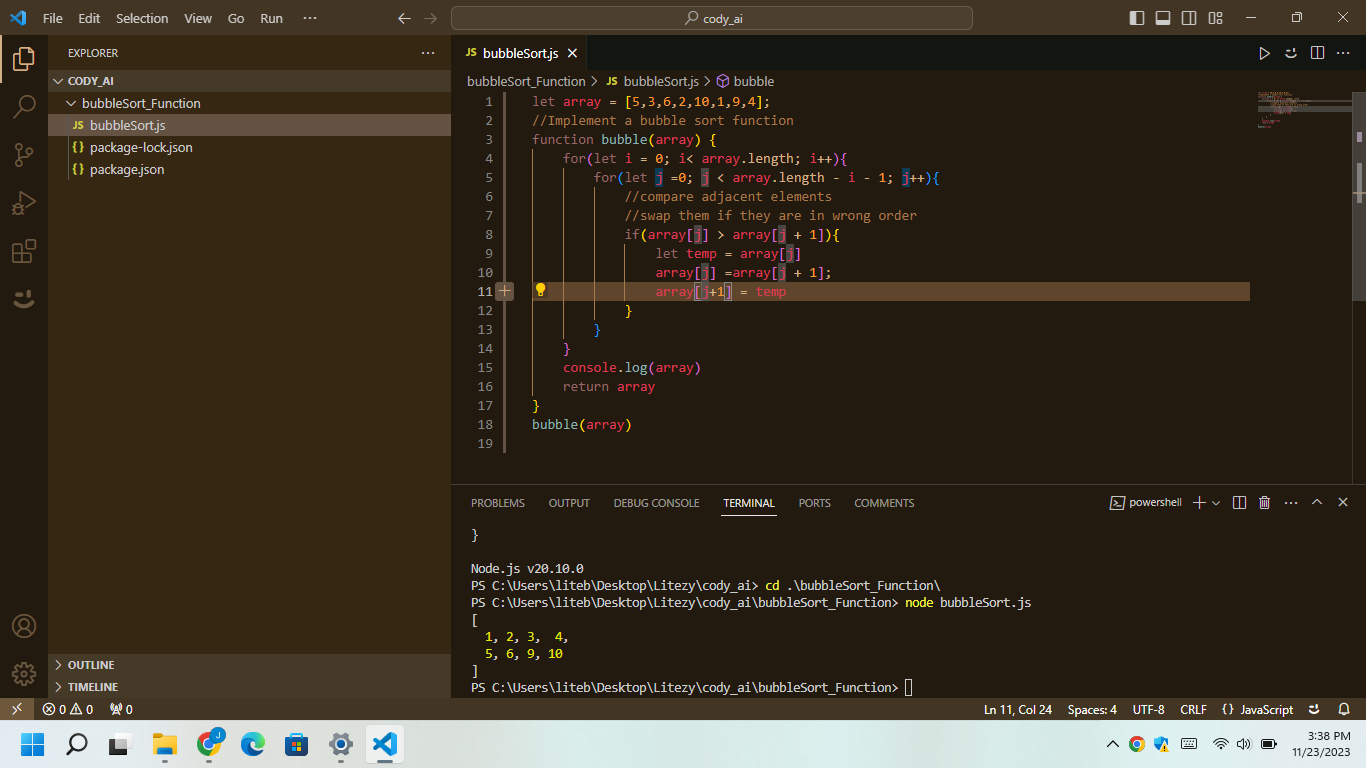 File Edit Selection View Go Run ···
cody_ai
EXPLORER
CODY_AI
bubbleSort_Function
JS bubbleSort.js
{} package-lock.json
{} package.json
OUTLINE
TIMELINE
JS bubbleSort.js
bubbleSort_Function > JS bubbleSort.js > bubble
1 let array = [5,3,6,2,10,1,9,4];
2 //Implement a bubble sort function
3 function bubble(array) {
4 for(let i = 0; i< array.length; i++){
5 for(let j =0; j < array.length - i - 1; j++){
6 //compare adjacent elements
7 //swap them if they are in wrong order
8 if(array[j] > array[j + 1]){
9 let temp = array[j]
10 array[j] =array[j + 1];
11 array[j+1] = temp
12 }
13 }
14 }
15 console.log(array)
16 return array
17 }
18 bubble(array)
19
PROBLEMS OUTPUT DEBUG CONSOLE TERMINAL PORTS COMMENTS
powershell
}
Node.js v20.10.0
PS C:\Users\liteb\Desktop\Litezy\cody_ai> cd .\bubbleSort_Function\
PS C:\Users\liteb\Desktop\Litezy\cody_ai\bubbleSort_Function> node bubbleSort.js
[
1, 2, 3, 4,
5, 6, 9, 10
]
PS C:\Users\liteb\Desktop\Litezy\cody_ai\bubbleSort_Function>
0 0 0
Ln 11, Col 24 Spaces: 4 UTF-8 CRLF {} JavaScript
J
3:38 PM
11/23/2023